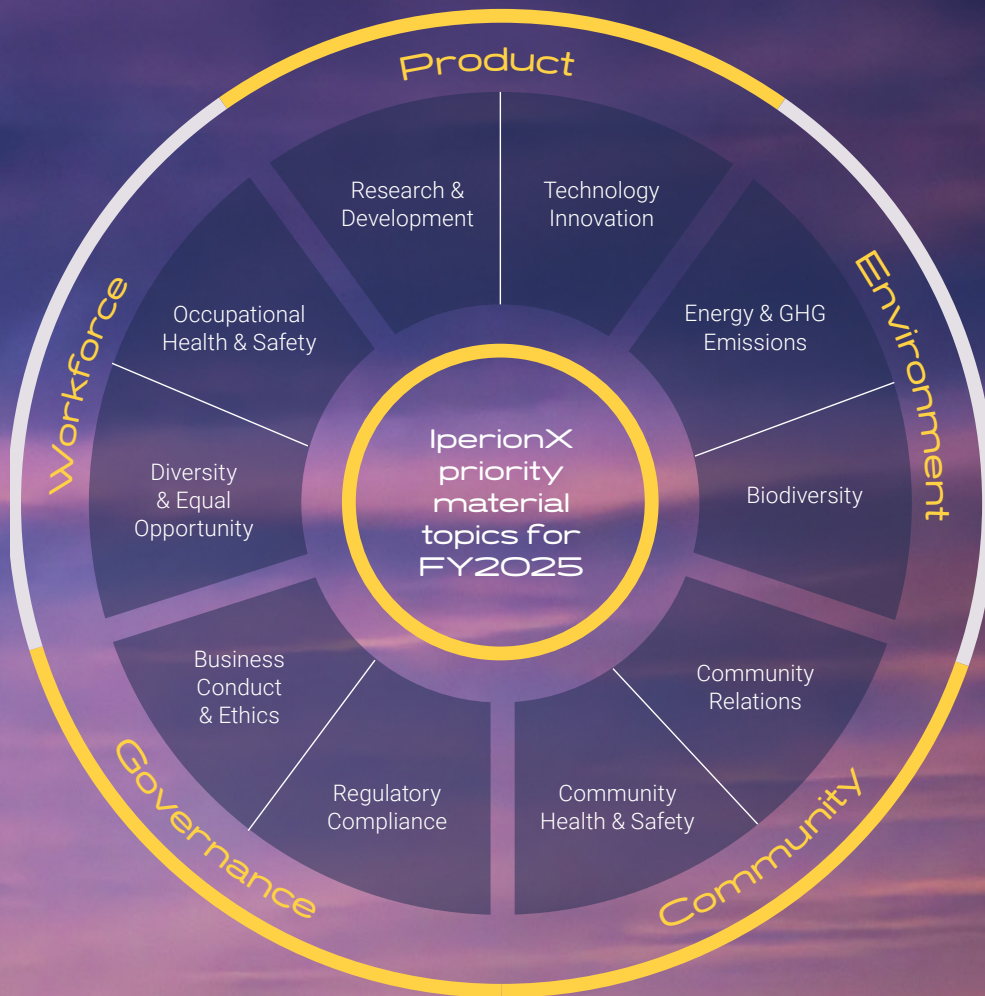 Product
Research &
Development
Technology
Innovation
Environment
Energy & GHG
Emissions
Biodiversity
Community
Community
Relations
Community
Health & Safety
Governance
Regulatory
Compliance
Business
Conduct
& Ethics
Workforce
Diversity
& Equal
Opportunity
Occupational
Health & Safety
IperionX
priority
material
topics for
FY2025